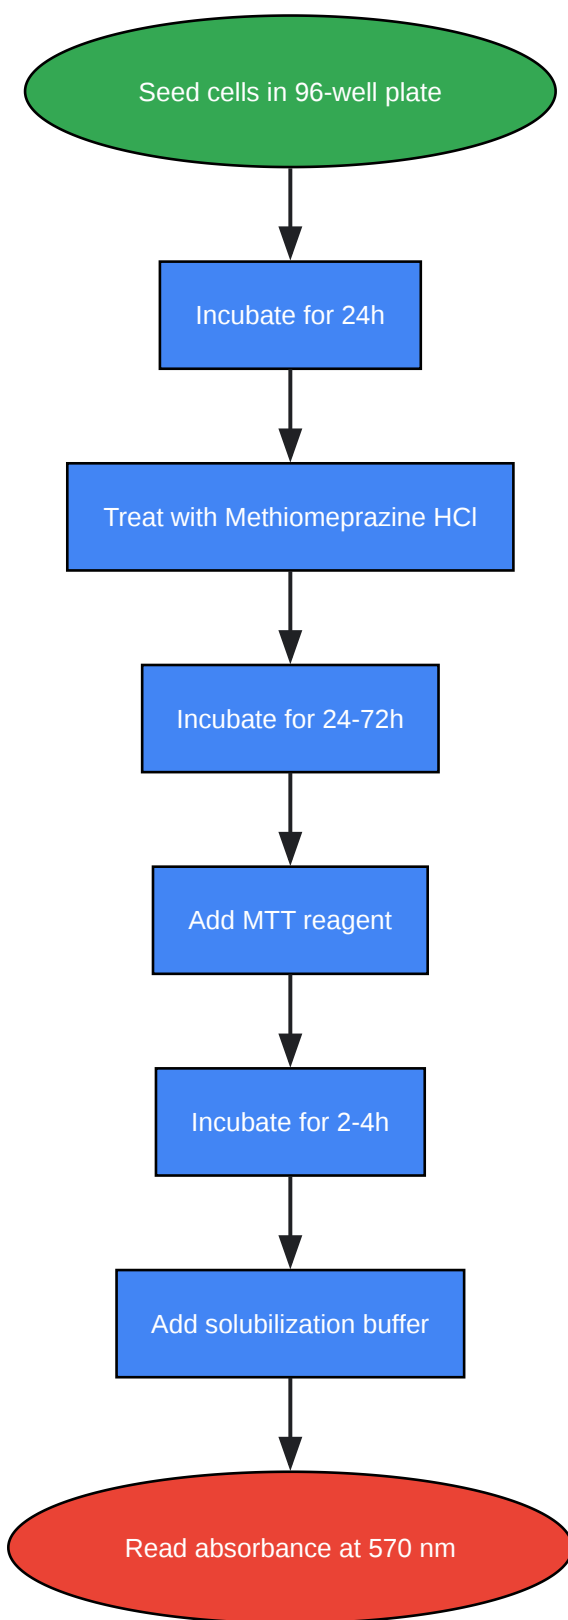 Seed cells in 96-well plate
Incubate for 24h
Treat with Methiomeprazine HCl
Incubate for 24-72h
Add MTT reagent
Incubate for 2-4h
Add solubilization buffer
Read absorbance at 570 nm